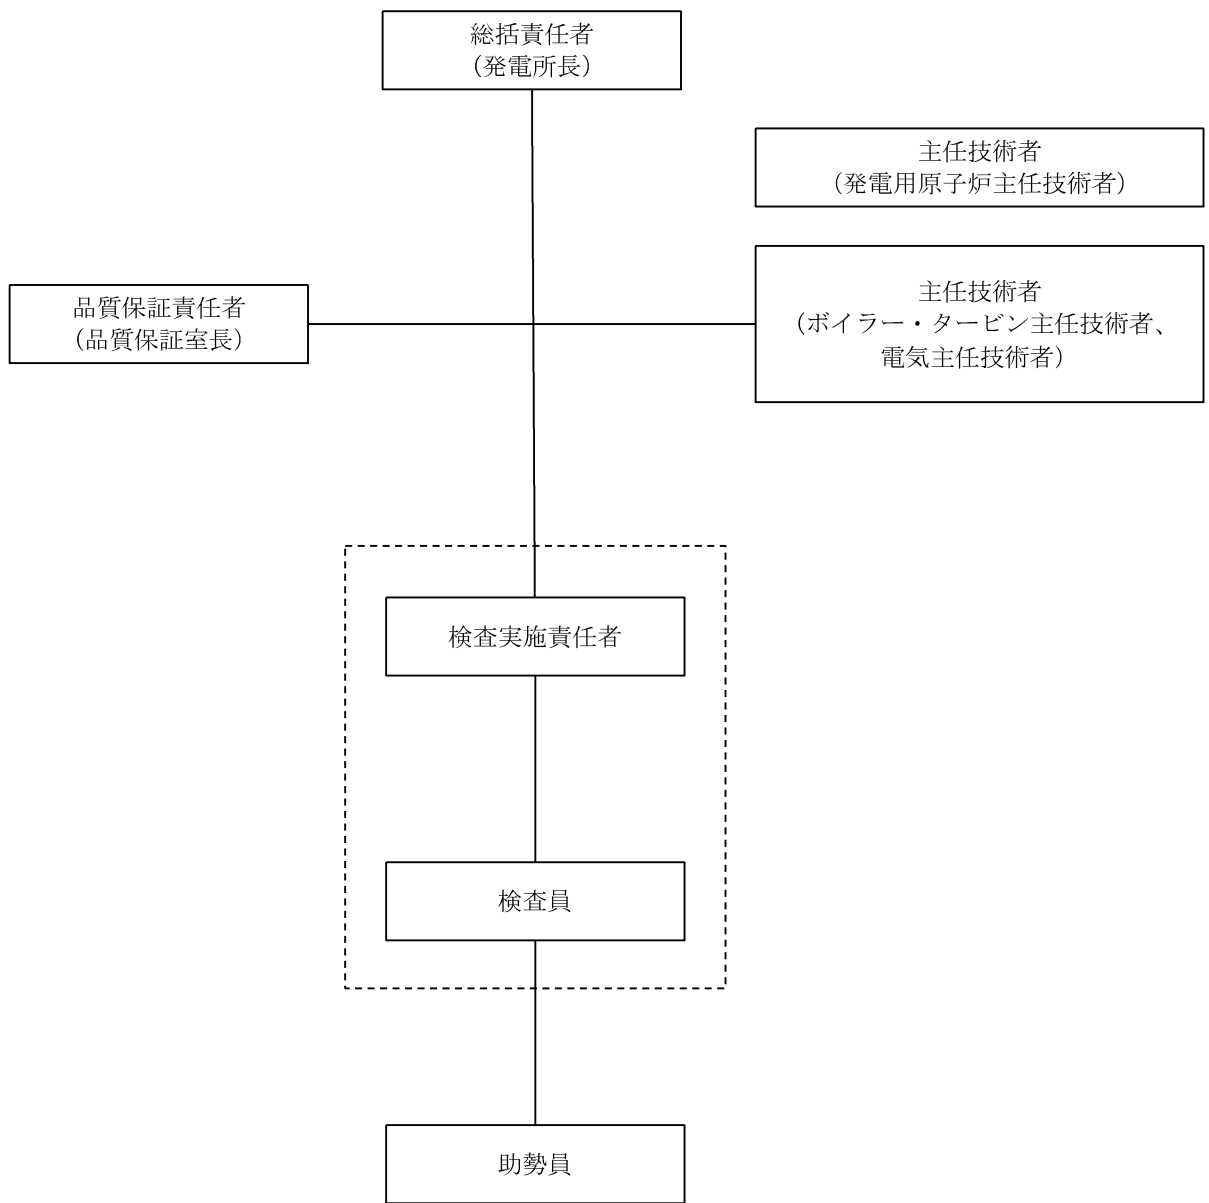 総括責任者
（発電所長）
主任技術者
（発電用原子炉主任技術者）
品質保証責任者
（品質保証室長）
主任技術者
（ボイラー・タービン主任技術者、
電気主任技術者）
検査実施責任者
検査員
助勢員